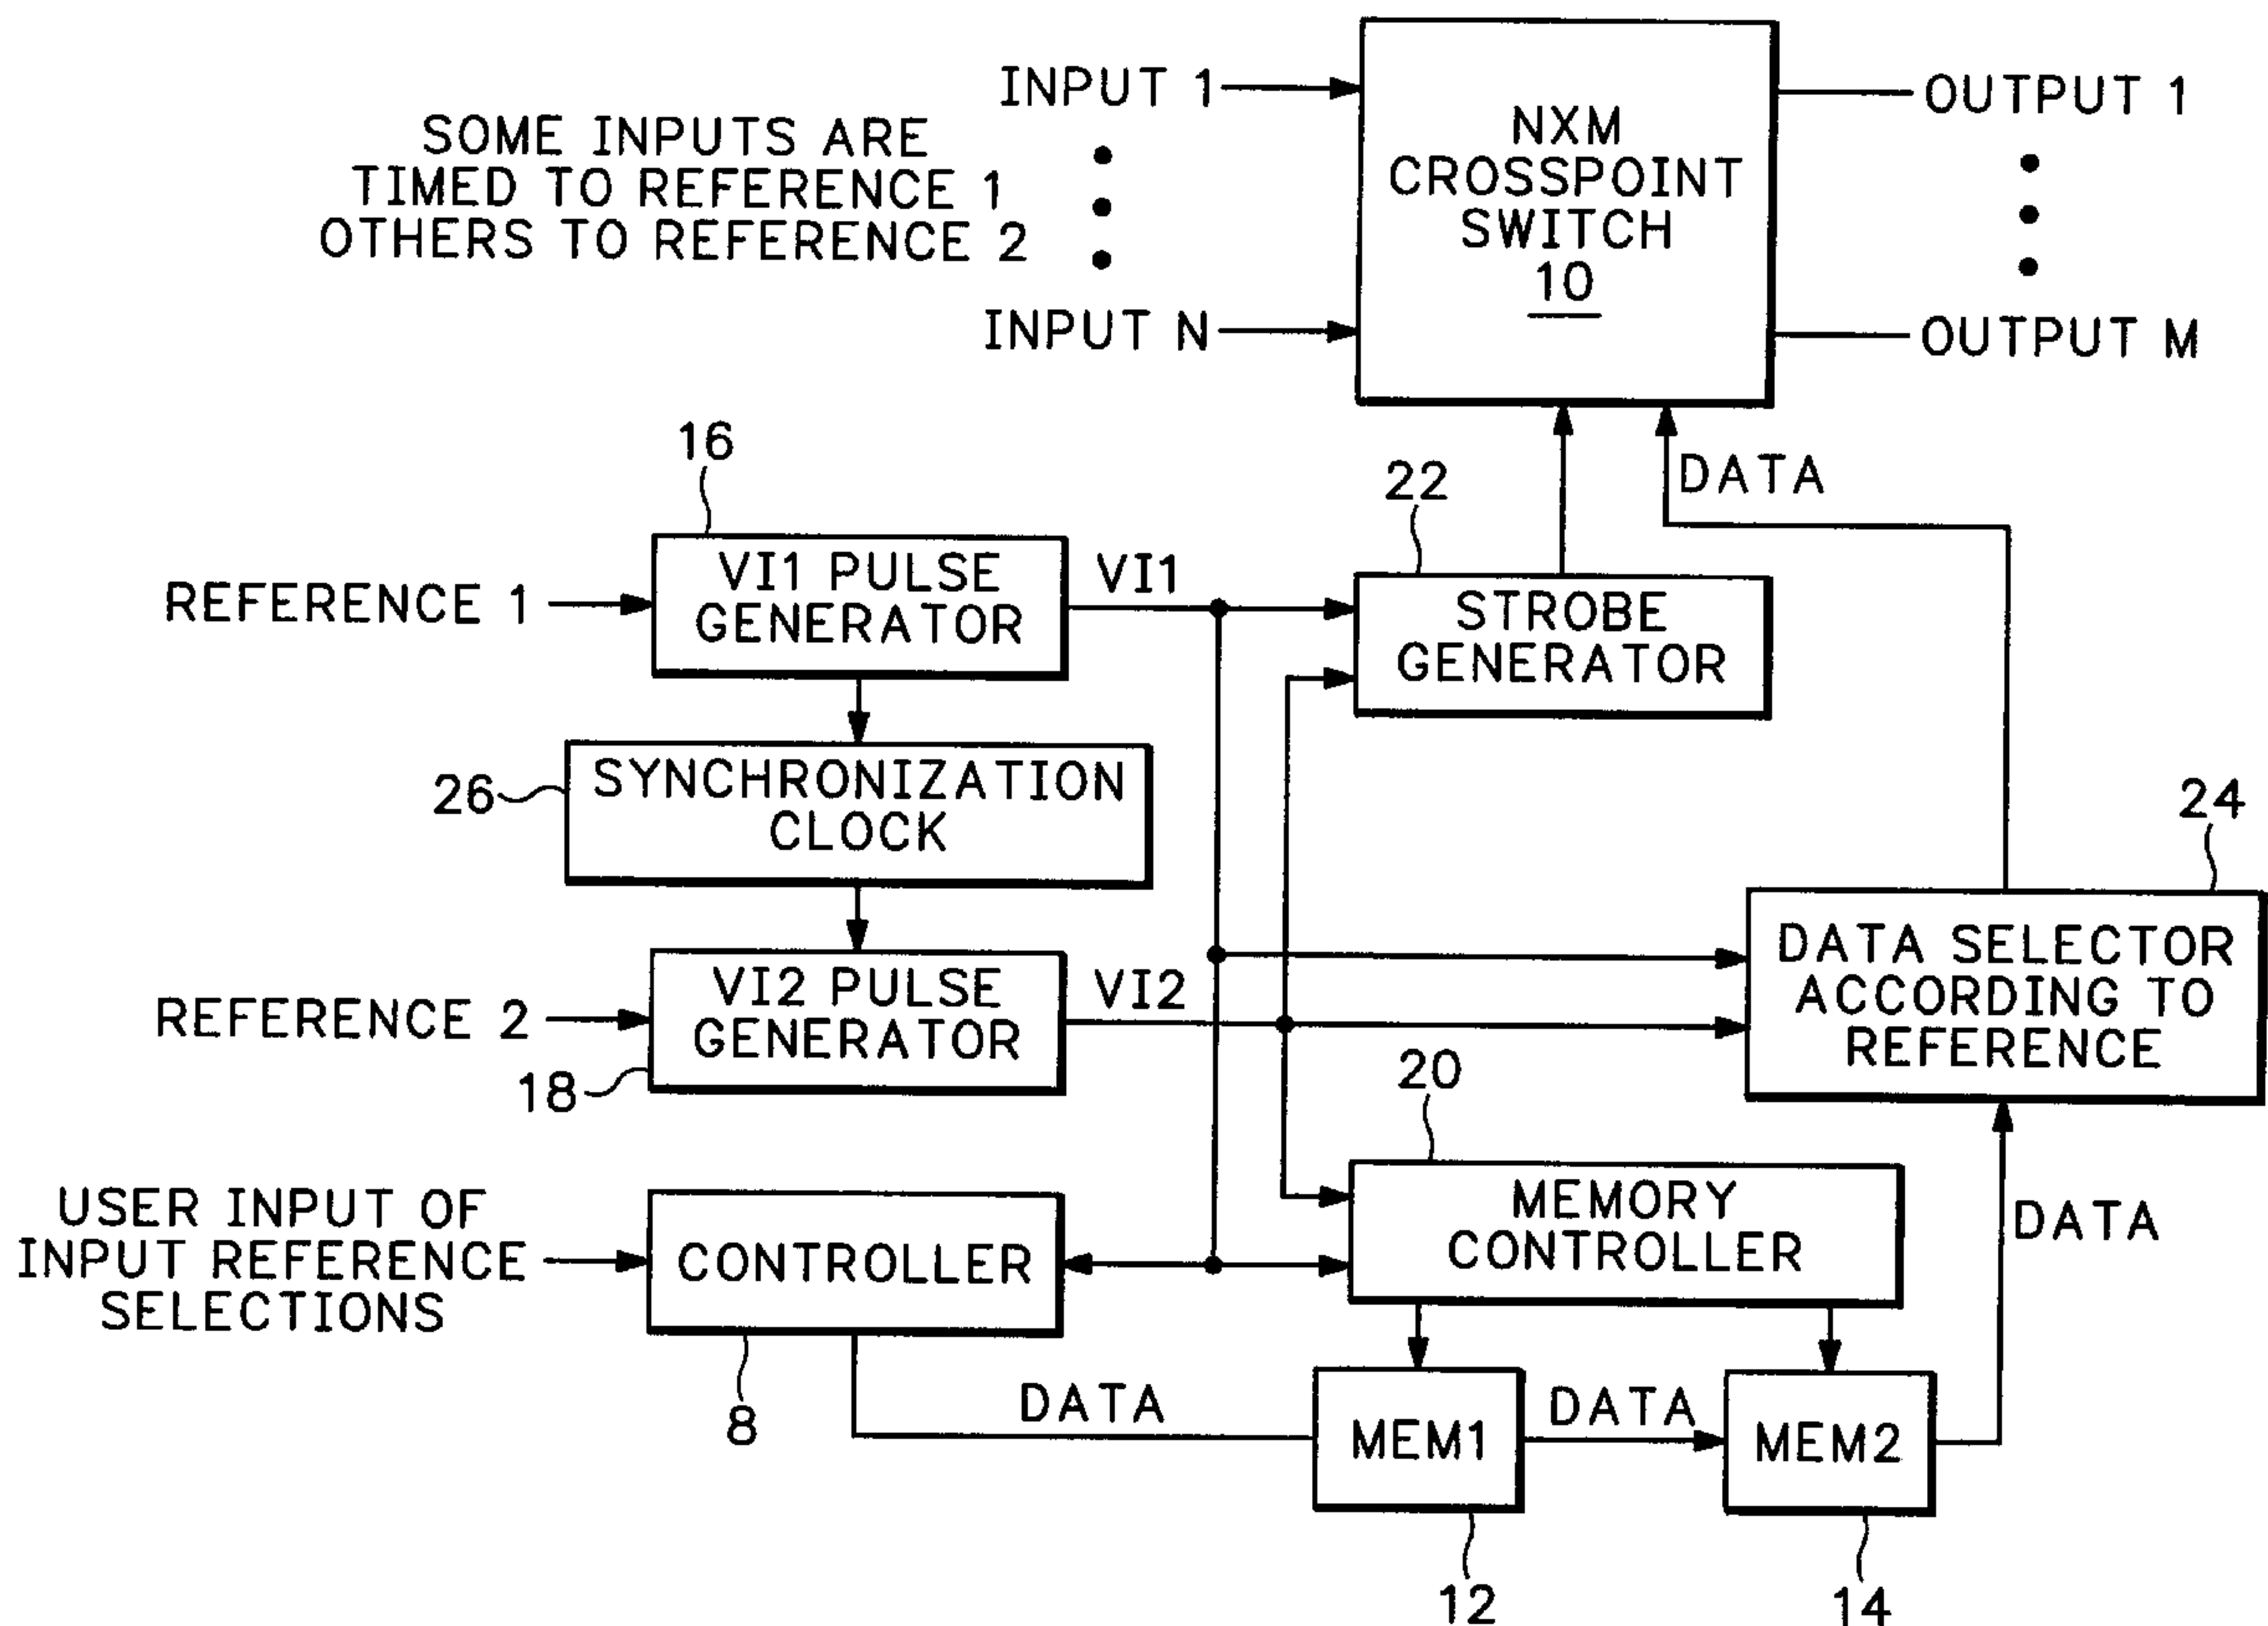 INPUT 1
SOME INPUTS ARE
TIMED TO REFERENCE 1
OTHERS TO REFERENCE 2
INPUT N
NXM
CROSSPOINT
SWITCH
10
OUTPUT 1
OUTPUT M
DATA
16
22
REFERENCE 1
VI1 PULSE
GENERATOR
VI1
STROBE
GENERATOR
26
SYNCHRONIZATION
CLOCK
24
REFERENCE 2
VI2 PULSE
GENERATOR
VI2
18
DATA SELECTOR
ACCORDING TO
REFERENCE
20
USER INPUT OF
INPUT REFERENCE
SELECTIONS
CONTROLLER
MEMORY
CONTROLLER
DATA
8
DATA
MEM1
DATA
MEM2
12
14